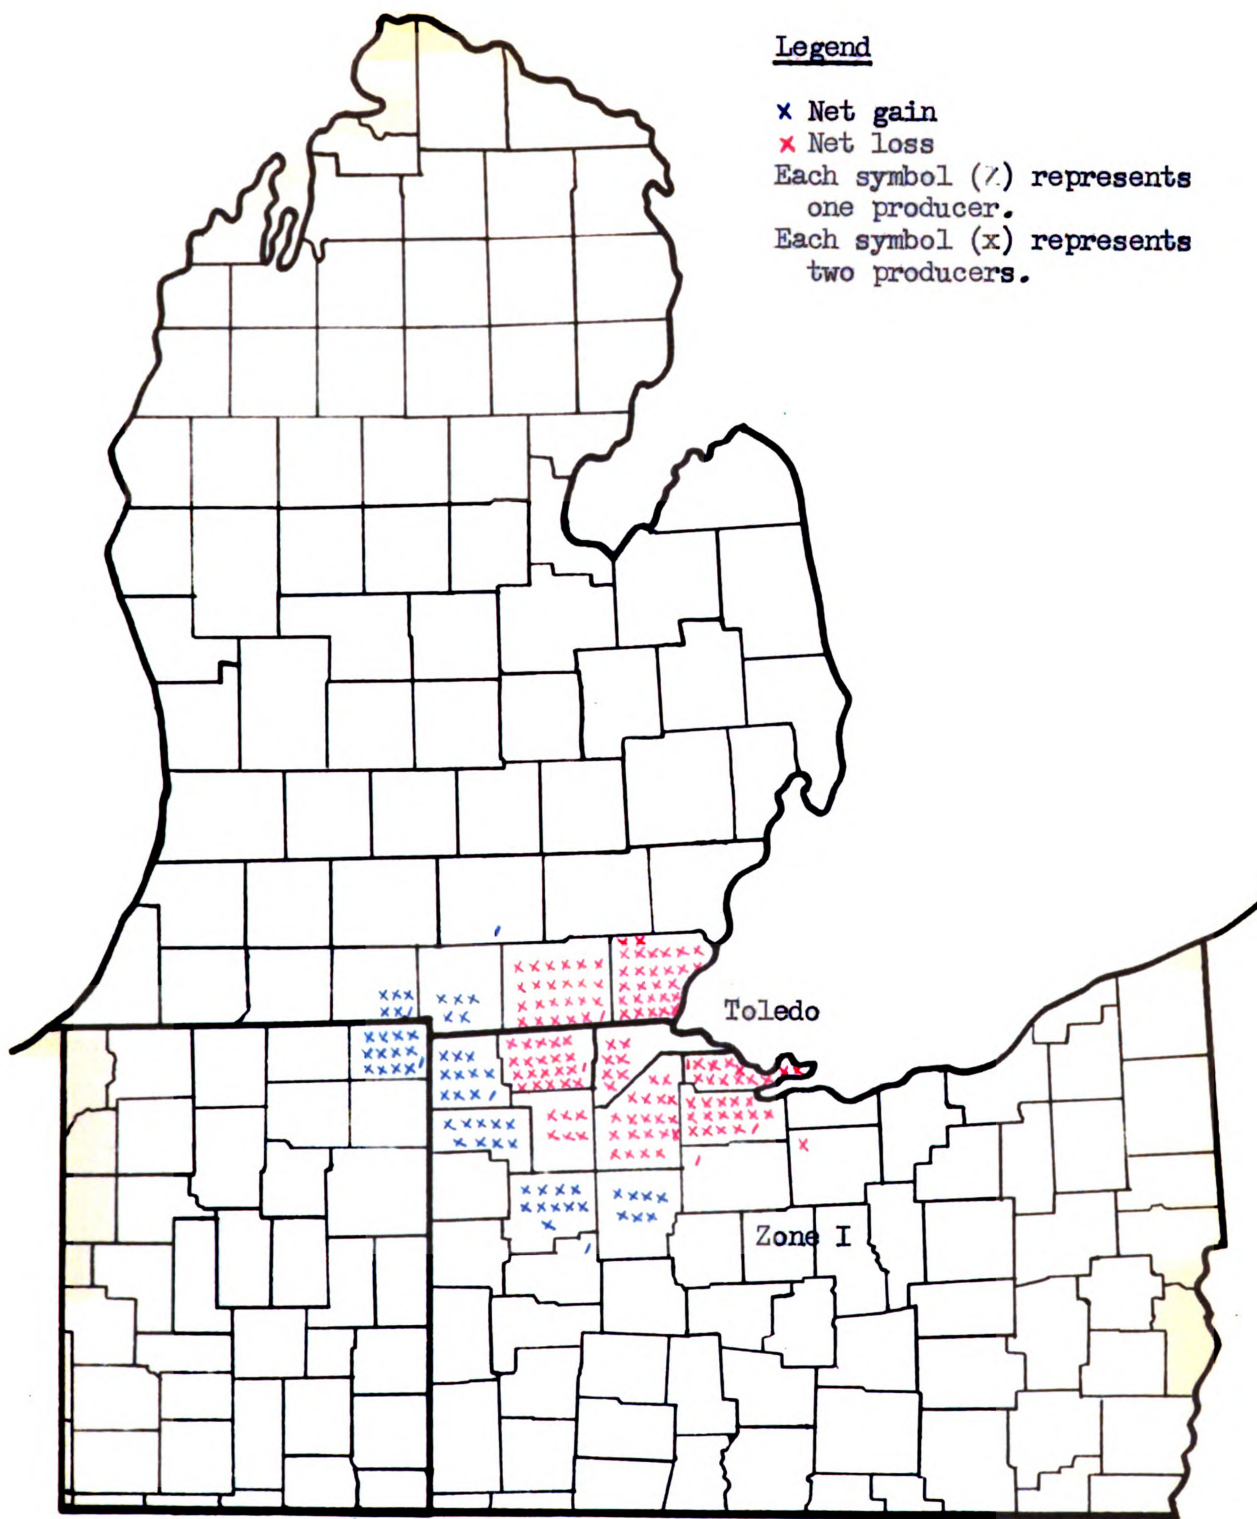 Legend
x Net gain
x Net loss
Each symbol (/) represents
one producer.
Each symbol (x) represents
two producers.
Toledo
Zone I